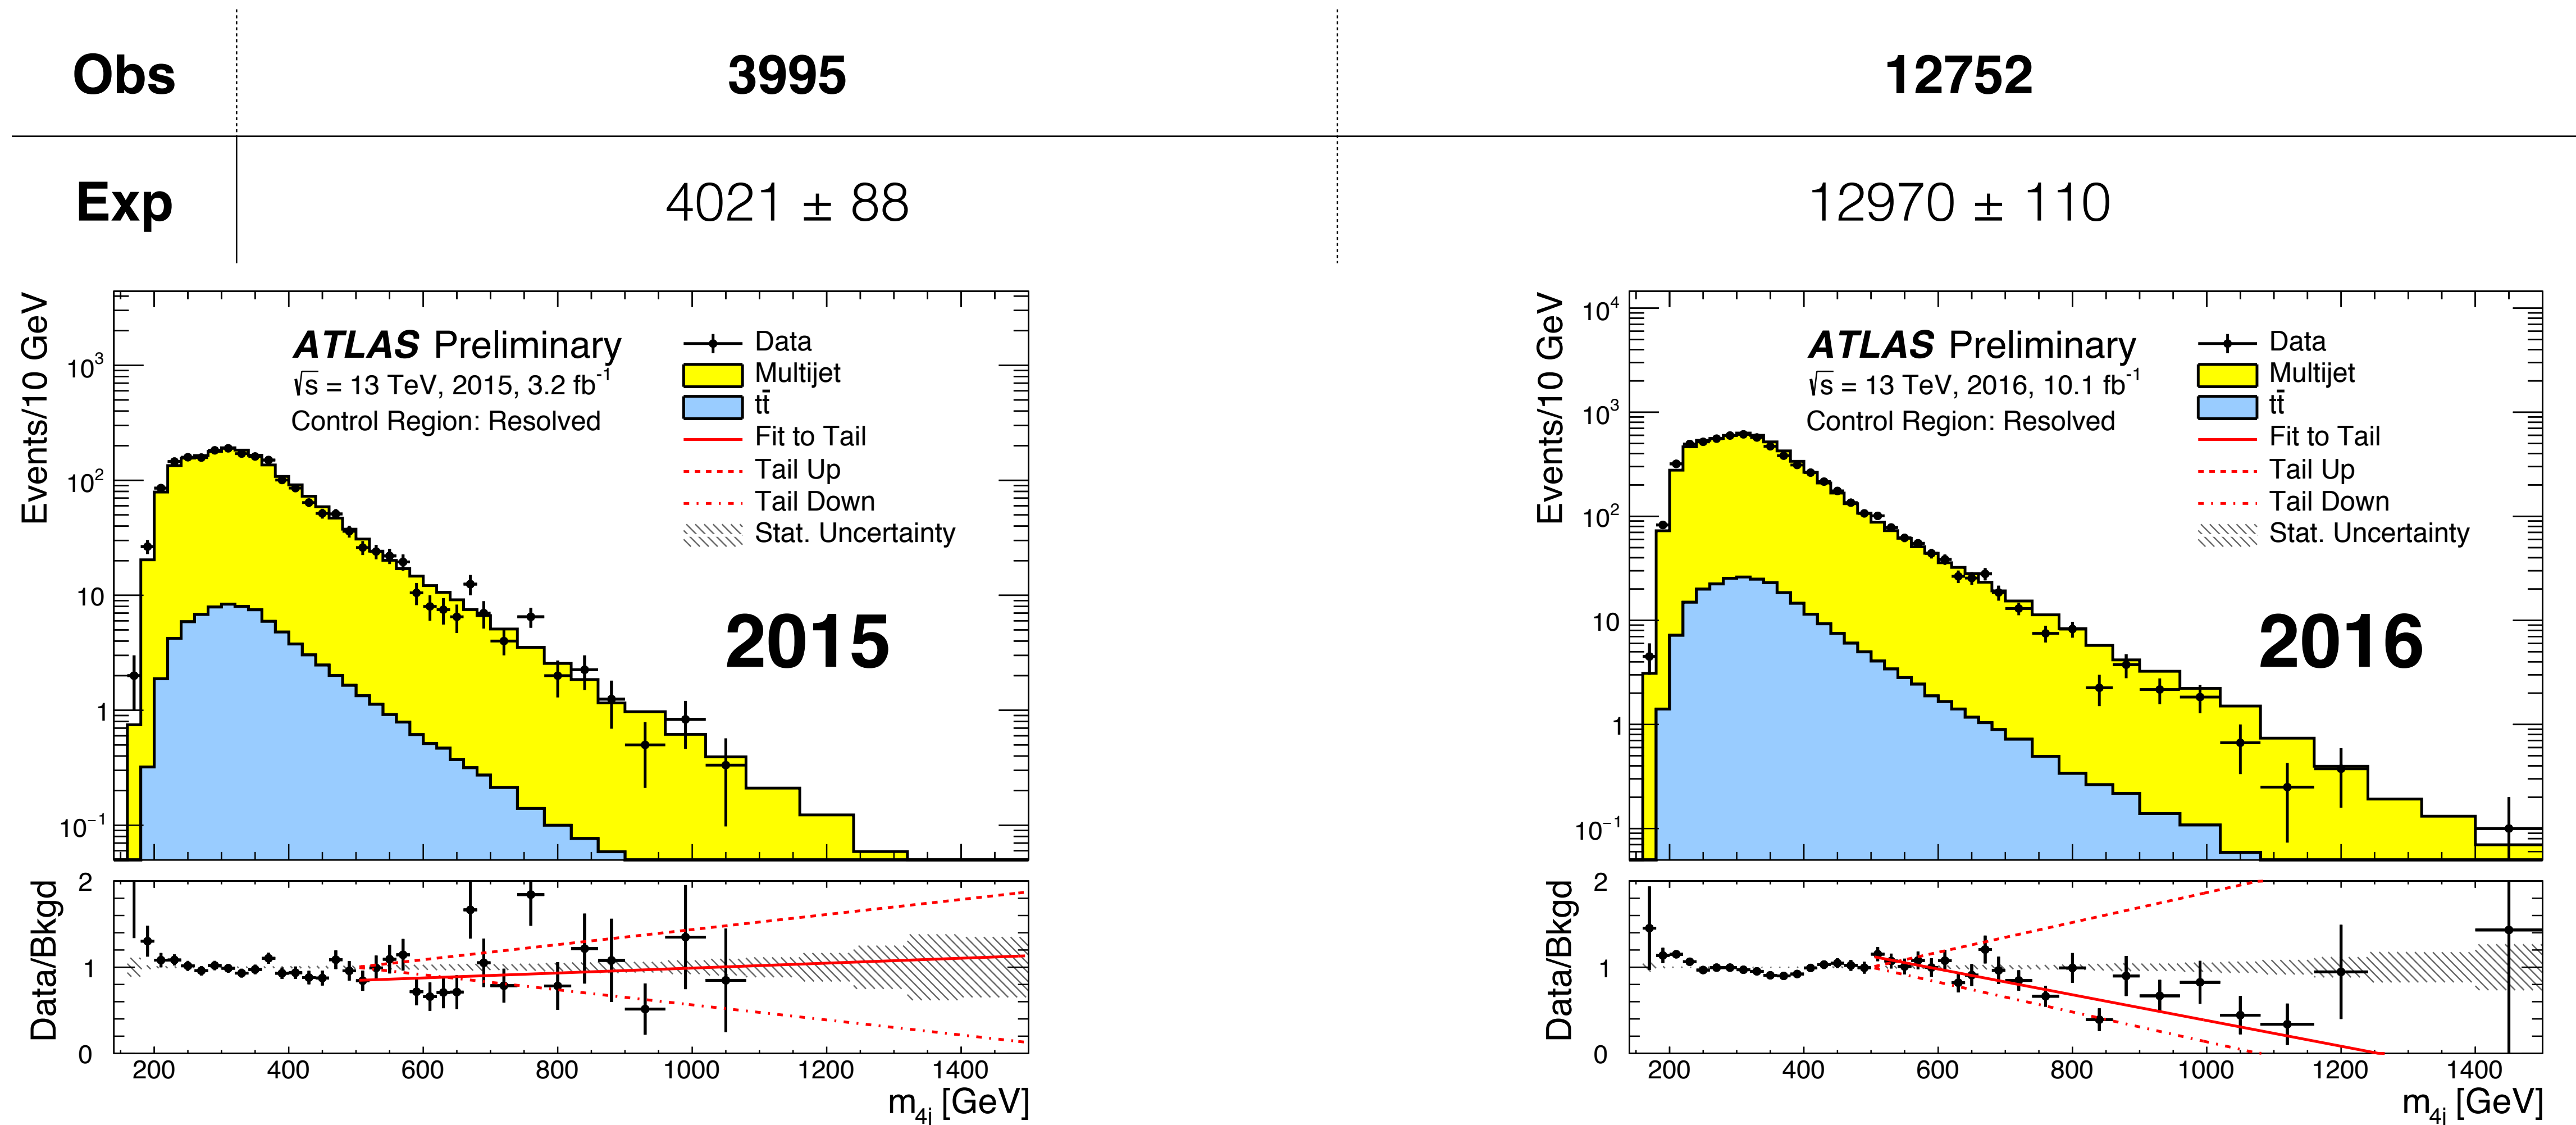 Obs 3995 12752
Exp 4021 ± 88 12970 ± 110
Events/10 GeV
10³
10²
10
1
10⁻¹
ATLAS Preliminary
√s = 13 TeV, 2015, 3.2 fb⁻¹
Control Region: Resolved
Data
Multijet
tt̄
Fit to Tail
Tail Up
Tail Down
Stat. Uncertainty
2015
Data/Bkgd
2
1
0
200 400 600 800 1000 1200 1400
m₄ⱼ [GeV]
Events/10 GeV
10⁴
10³
10²
10
1
10⁻¹
ATLAS Preliminary
√s = 13 TeV, 2016, 10.1 fb⁻¹
Control Region: Resolved
Data
Multijet
tt̄
Fit to Tail
Tail Up
Tail Down
Stat. Uncertainty
2016
Data/Bkgd
2
1
0
200 400 600 800 1000 1200 1400
m₄ⱼ [GeV]